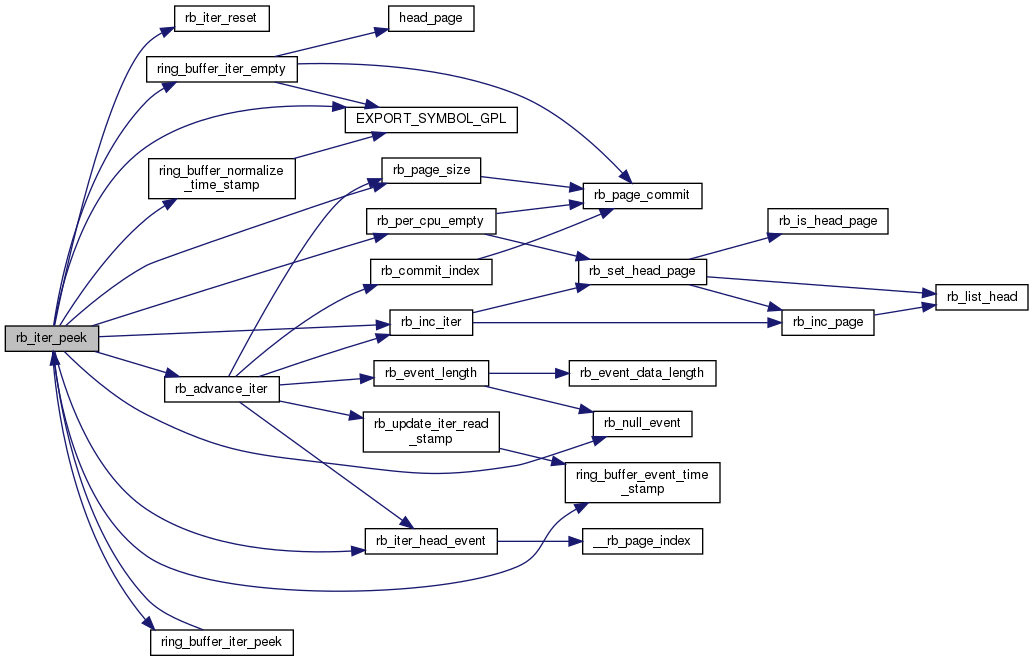 rb_iter_reset
head_page
ring_buffer_iter_empty
EXPORT_SYMBOL_GPL
ring_buffer_normalize
_time_stamp
rb_page_size
rb_page_commit
rb_per_cpu_empty
rb_is_head_page
rb_commit_index
rb_set_head_page
rb_list_head
rb_inc_iter
rb_inc_page
rb_iter_peek
rb_advance_iter
rb_event_length
rb_event_data_length
rb_update_iter_read
_stamp
rb_null_event
ring_buffer_event_time
_stamp
rb_iter_head_event
__rb_page_index
ring_buffer_iter_peek